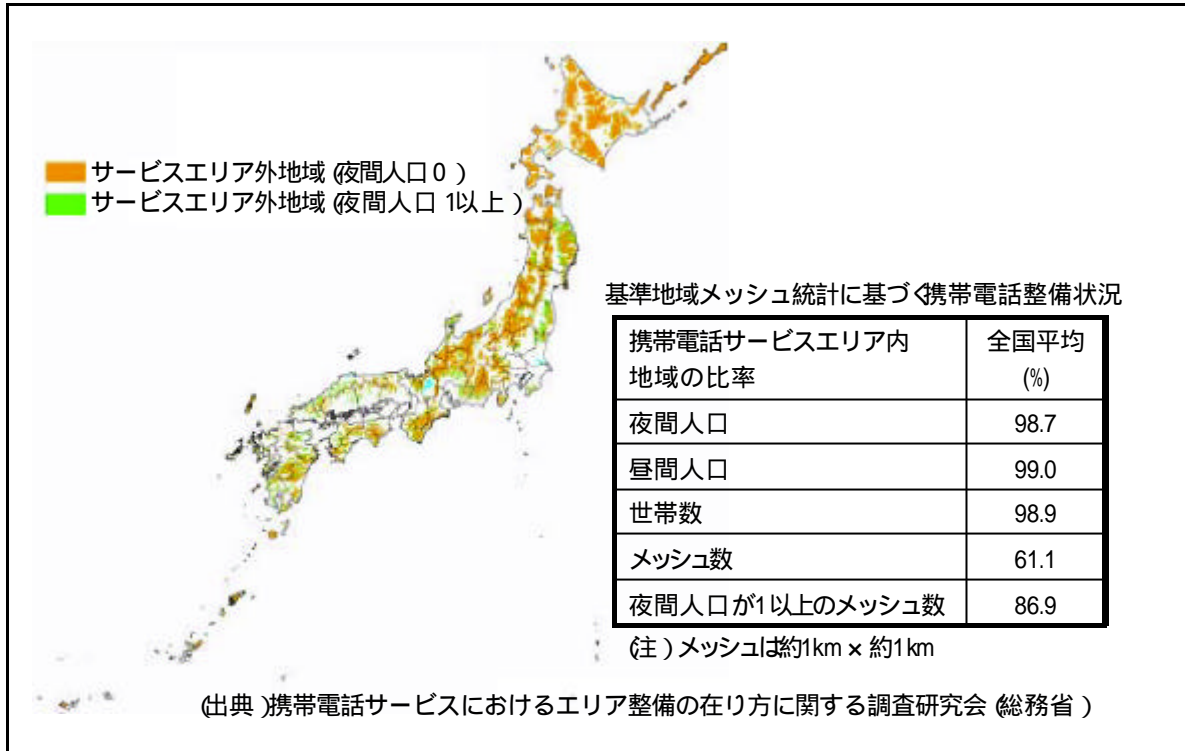 サービスエリア外地域(夜間人口0)
サービスエリア外地域(夜間人口1以上)
基準地域メッシュ統計に基づく携帯電話整備状況
携帯電話サービスエリア内 全国平均
地域の比率 (%)
夜間人口 98.7
昼間人口 99.0
世帯数 98.9
メッシュ数 61.1
夜間人口が1以上のメッシュ数 86.9
(注)メッシュは約1km×約1km
(出典)携帯電話サービスにおけるエリア整備の在り方に関する調査研究会(総務省)